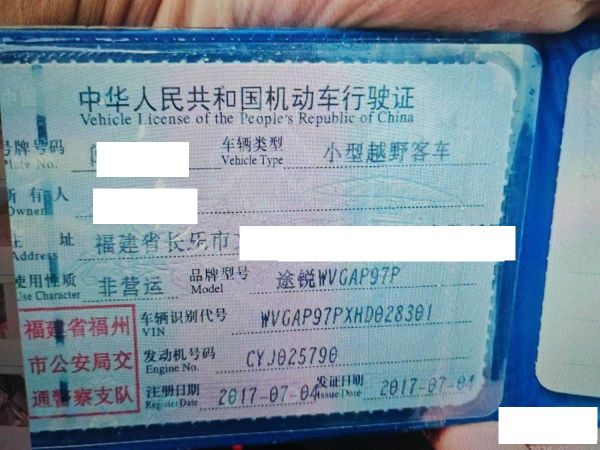 中华人民共和国机动车行驶证
Vehicle License of the People's Republic of China
号牌号码 车辆类型 小型越野客车
Plate No. Vehicle Type
所有人
Owner
住 址 福建省长乐市
Address
使用性质 非营运 品牌型号 途锐WVGAP97P
Use Character Model
福建省福州 车辆识别代号 WVGAP97PXHD028301
VIN
市公安局交 发动机号码 CYJ025790
Engine No.
通警察支队 注册日期 2017-07-04 发证日期 2017-07-04
Register Date Issue Date